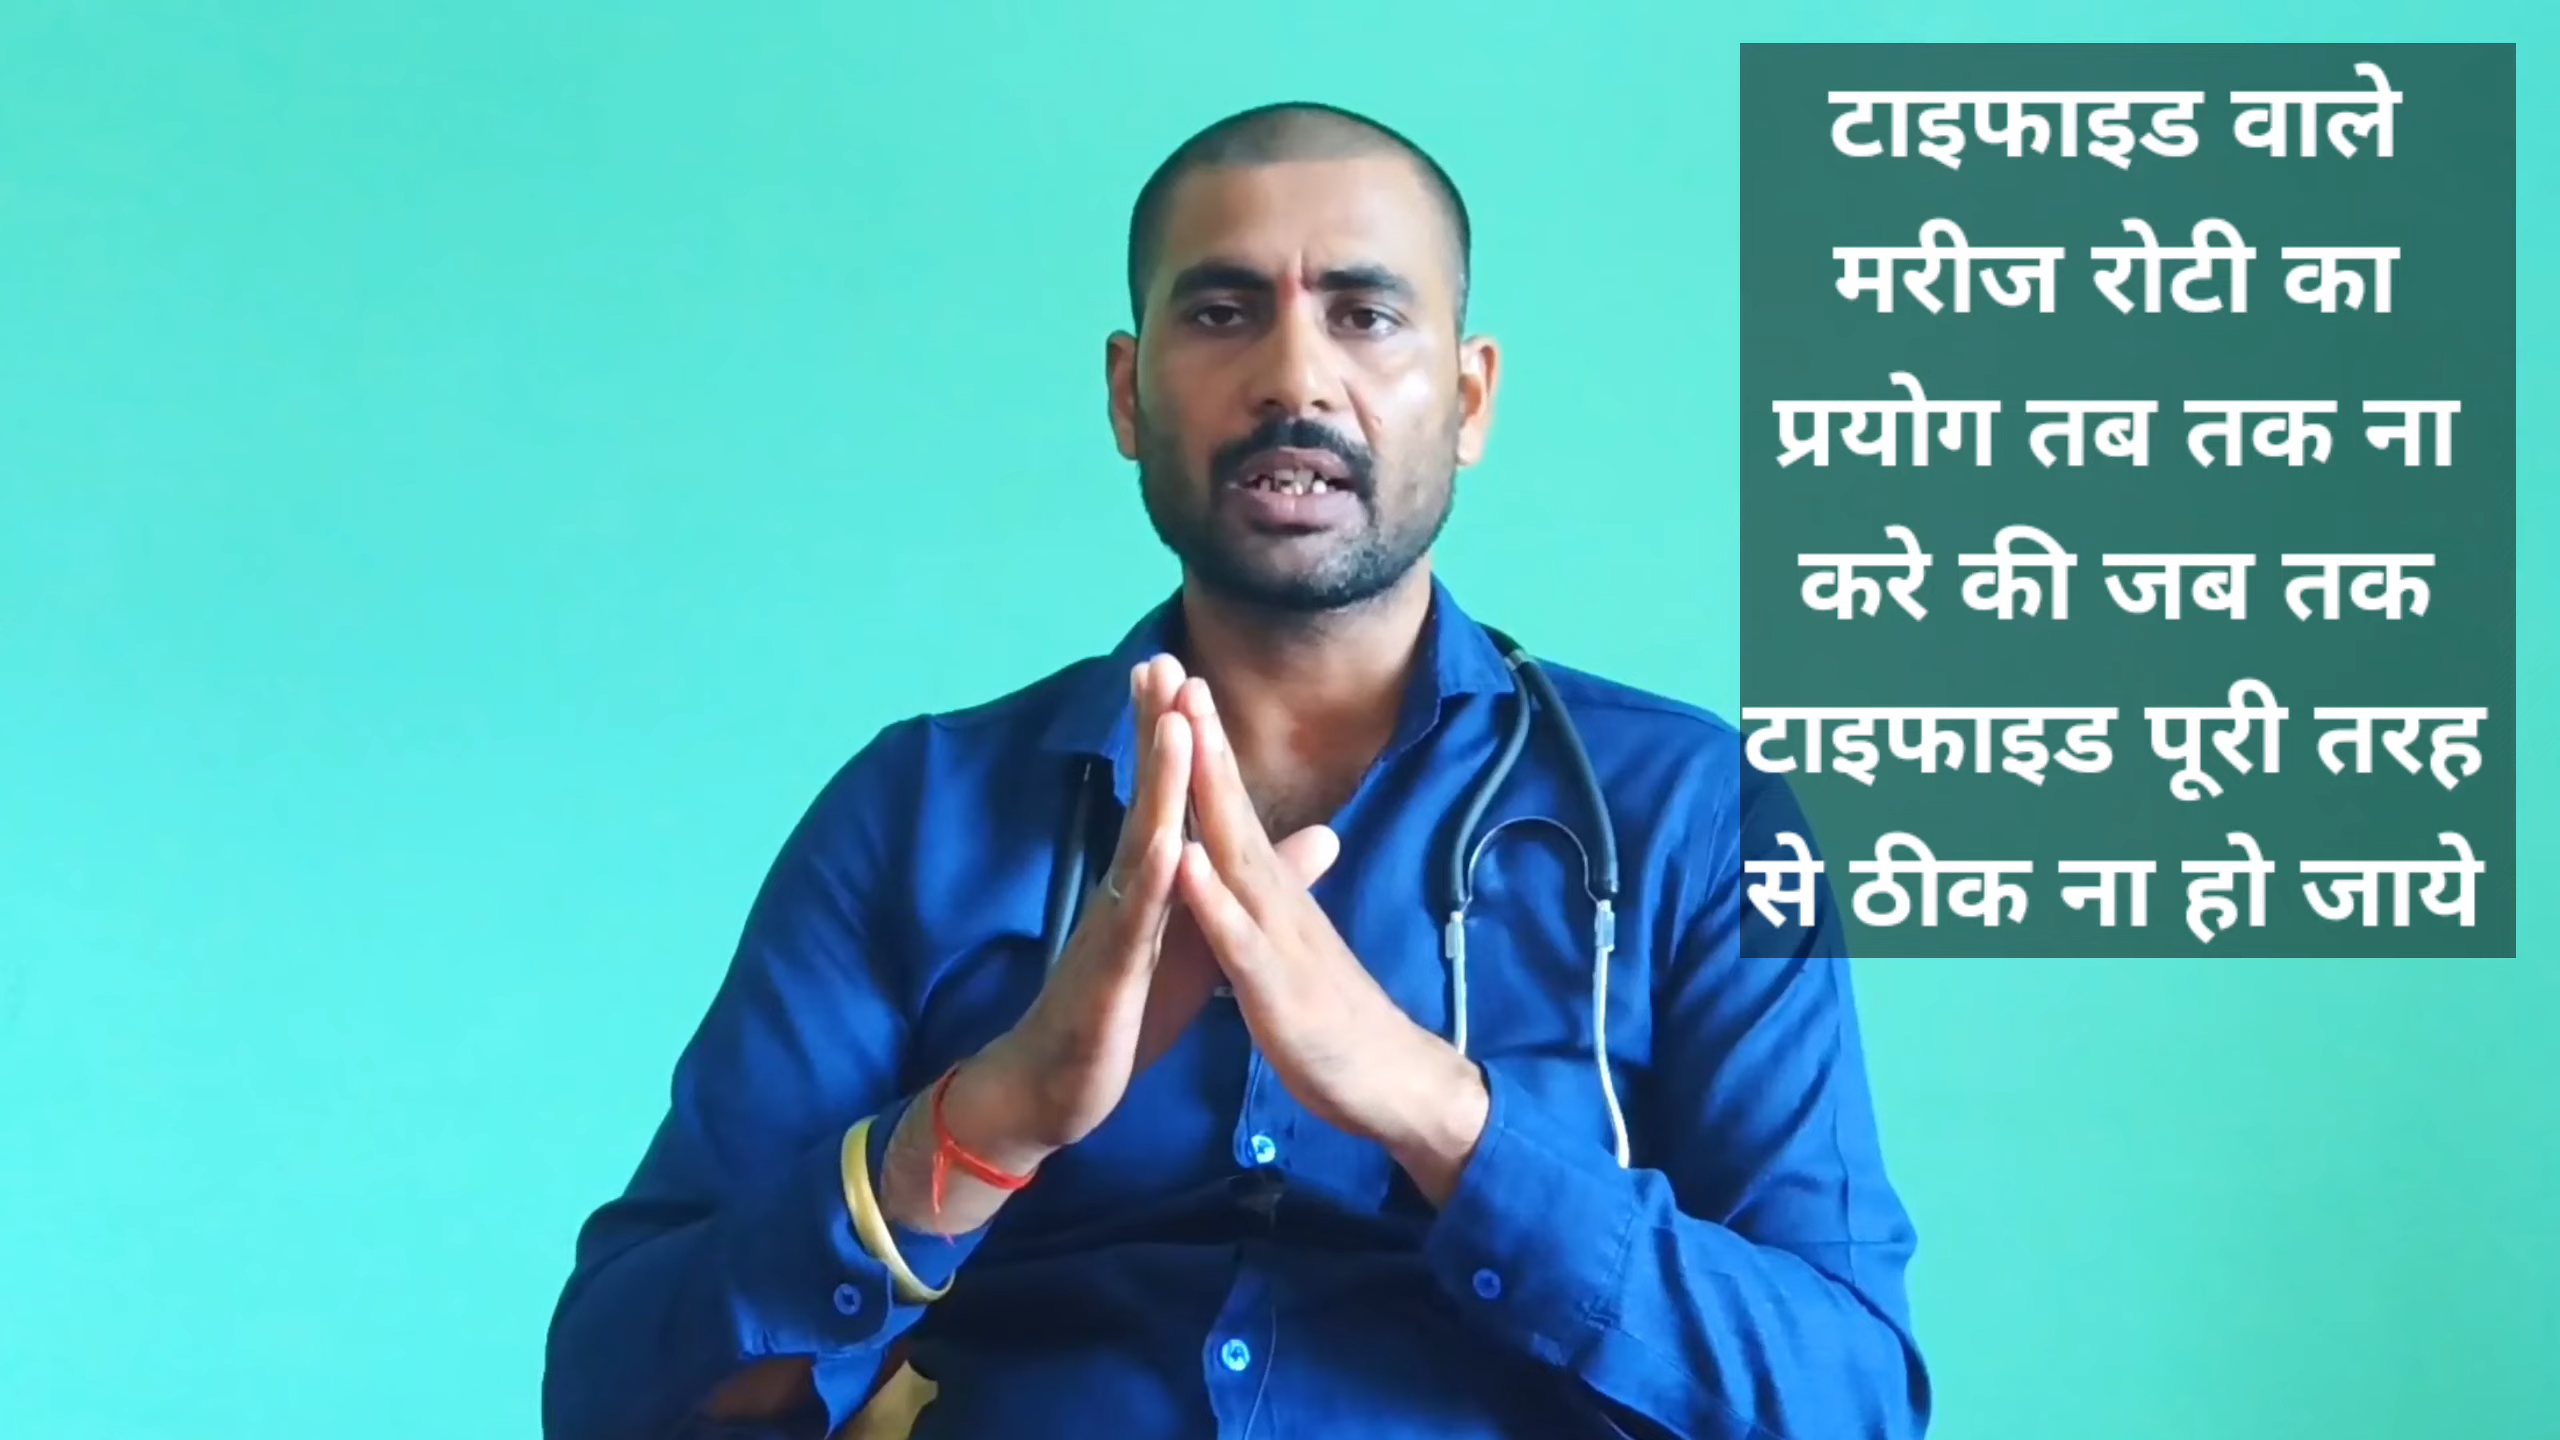 टाइफाइड वाले
मरीज रोटी का
प्रयोग तब तक ना
करे की जब तक
टाइफाइड पूरी तरह
से ठीक ना हो जाये